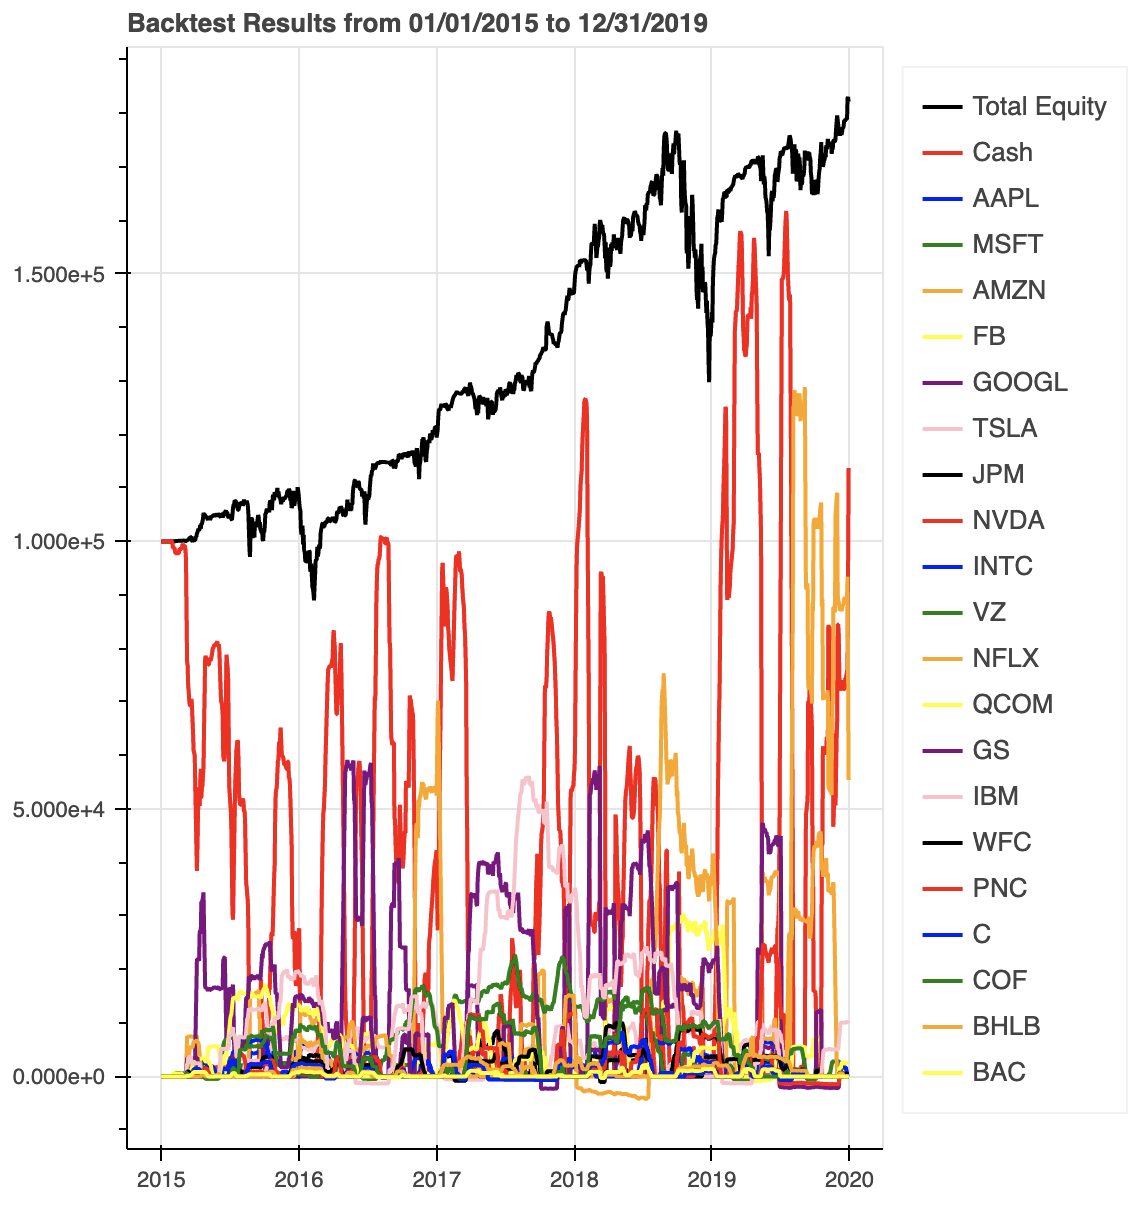 Backtest Results from 01/01/2015 to 12/31/2019
1.500e+5
1.000e+5
5.000e+4
0.000e+0
2015 2016 2017 2018 2019 2020
Total Equity
Cash
AAPL
MSFT
AMZN
FB
GOOGL
TSLA
JPM
NVDA
INTC
VZ
NFLX
QCOM
GS
IBM
WFC
PNC
C
COF
BHLB
BAC